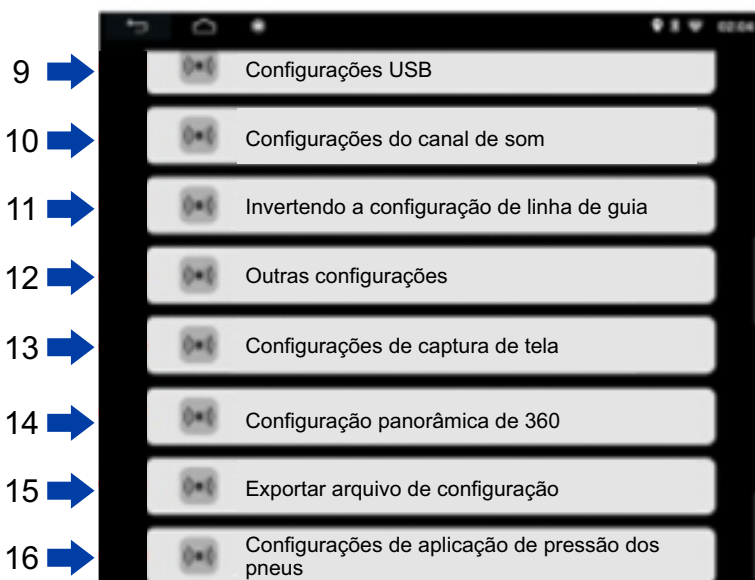 02:04
9 Configurações USB
10 Configurações do canal de som
11 Invertendo a configuração de linha de guia
12 Outras configurações
13 Configurações de captura de tela
14 Configuração panorâmica de 360
15 Exportar arquivo de configuração
16 Configurações de aplicação de pressão dos
pneus